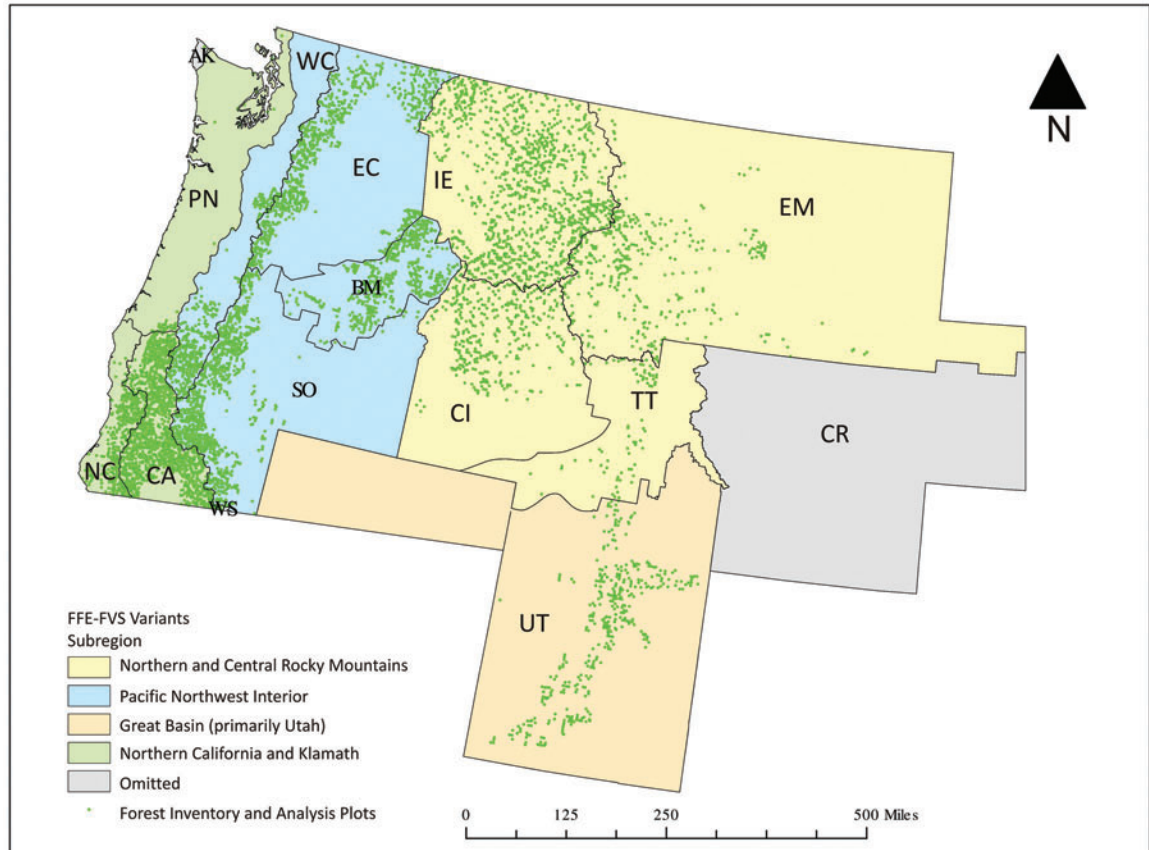 AK
WC
N
EC
IE
PN
EM
BM
SO
CI
TT
CR
NC
CA
WS
UT
FFE-FVS Variants
Subregion
Northern and Central Rocky Mountains
Pacific Northwest Interior
Great Basin (primarily Utah)
Northern California and Klamath
Omitted
Forest Inventory and Analysis Plots
0 125 250 500 Miles